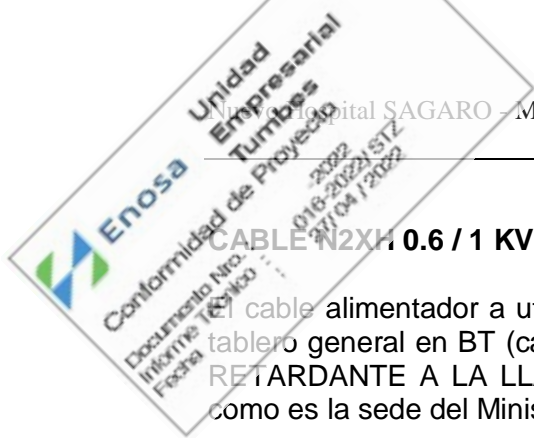 Nuevo Hospital SAGARO - M
Enosa
Unidad
Empresarial
Tumbes
Conformidad de Proyecto
Documento Nro. : -2022
Informe Técnico : 016-2022/ STZ
Fecha : 27/ 04 / 2022
CABLE N2XH 0.6 / 1 KV
El cable alimentador a ut
tablero general en BT (ca
RETARDANTE A LA LL
como es la sede del Minis